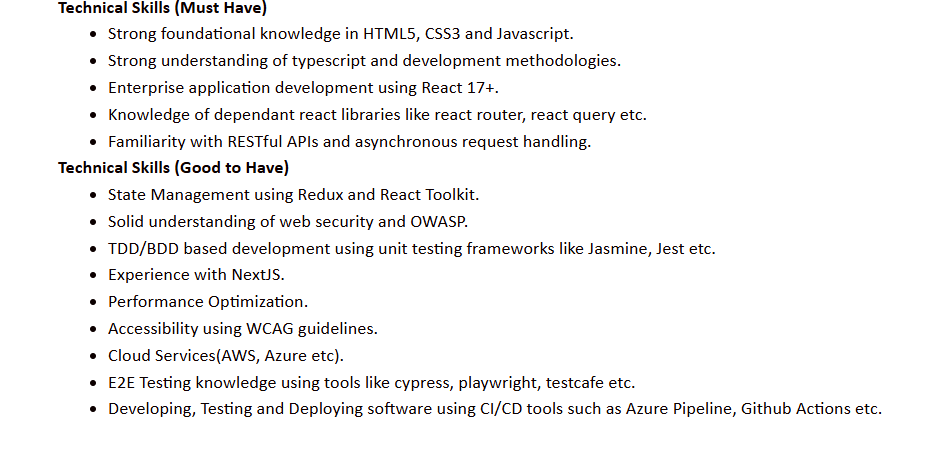 Technical Skills (Must Have)
• Strong foundational knowledge in HTML5, CSS3 and Javascript.
• Strong understanding of typescript and development methodologies.
• Enterprise application development using React 17+.
• Knowledge of dependant react libraries like react router, react query etc.
• Familiarity with RESTful APIs and asynchronous request handling.
Technical Skills (Good to Have)
• State Management using Redux and React Toolkit.
• Solid understanding of web security and OWASP.
• TDD/BDD based development using unit testing frameworks like Jasmine, Jest etc.
• Experience with NextJS.
• Performance Optimization.
• Accessibility using WCAG guidelines.
• Cloud Services(AWS, Azure etc).
• E2E Testing knowledge using tools like cypress, playwright, testcafe etc.
• Developing, Testing and Deploying software using CI/CD tools such as Azure Pipeline, Github Actions etc.